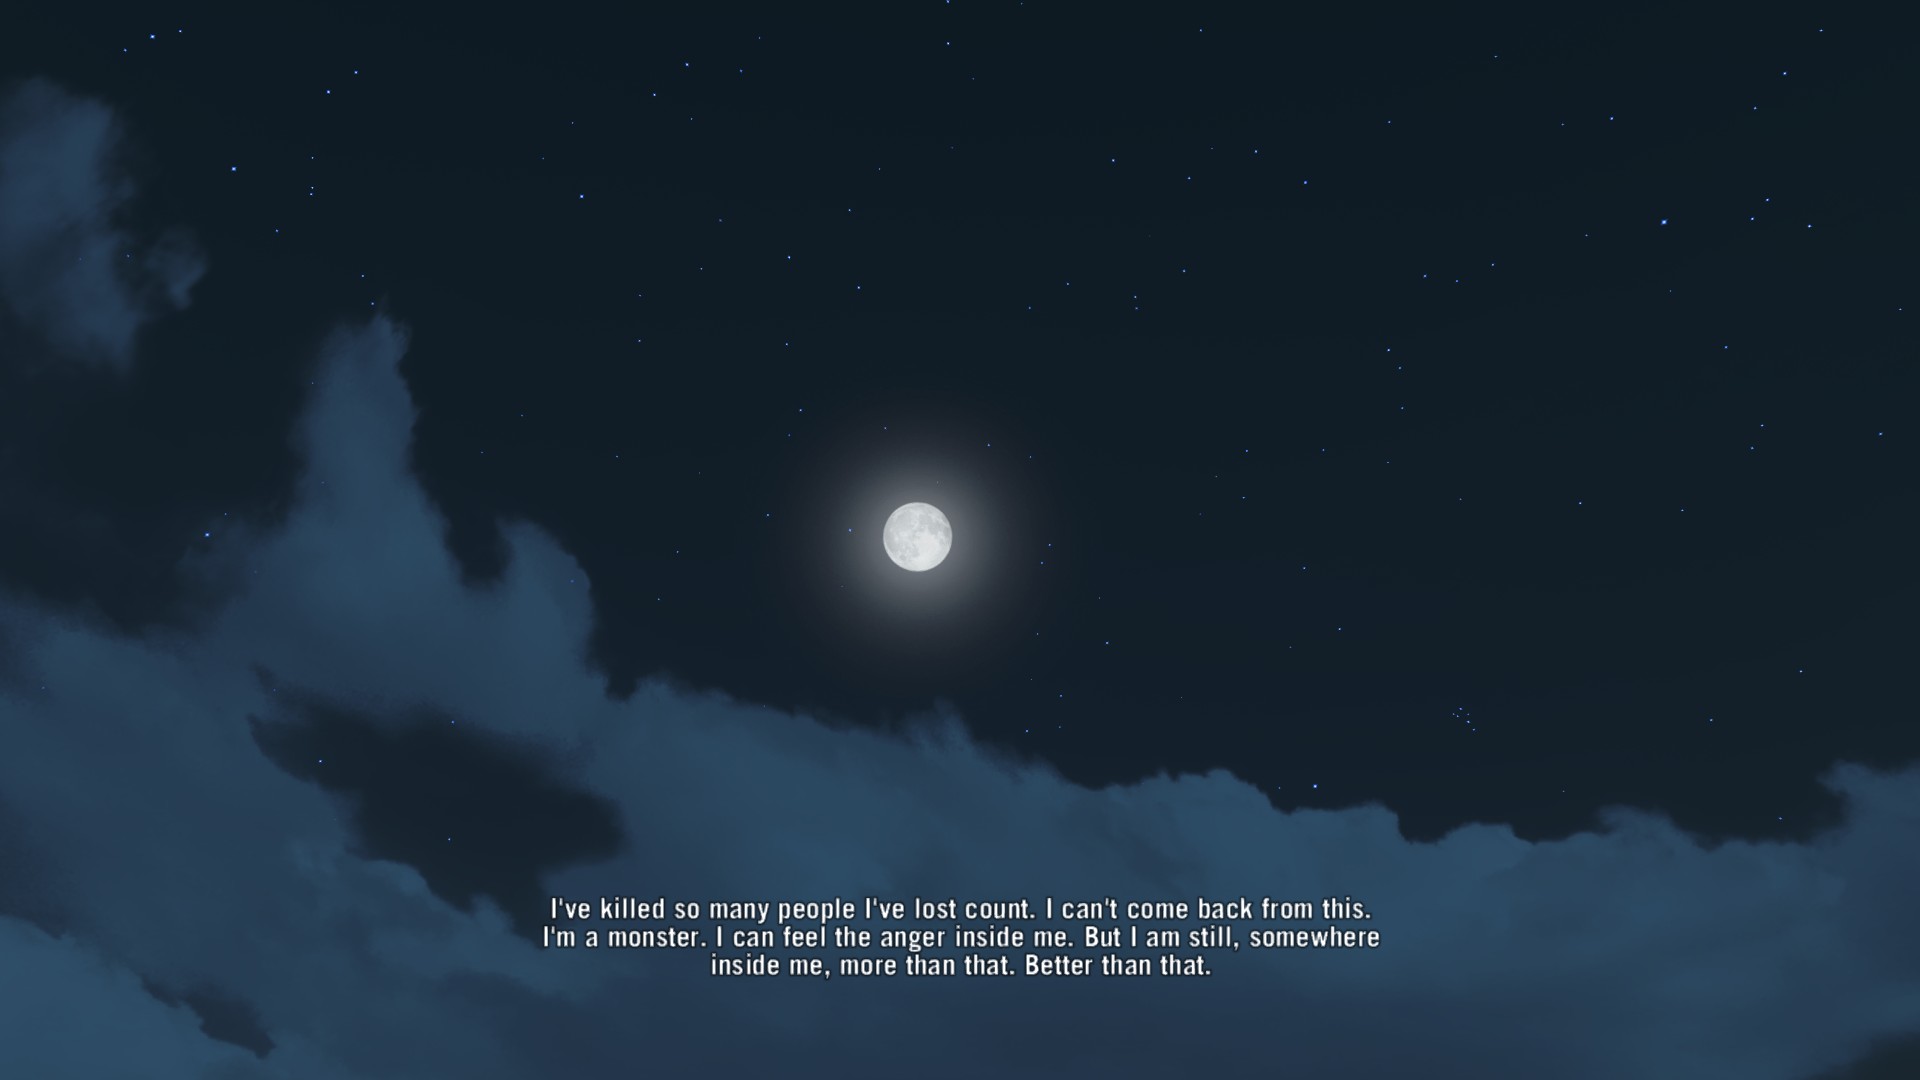 I've killed so many people I've lost count. I can't come back from this.
I'm a monster. I can feel the anger inside me. But I am still, somewhere
inside me, more than that. Better than that.